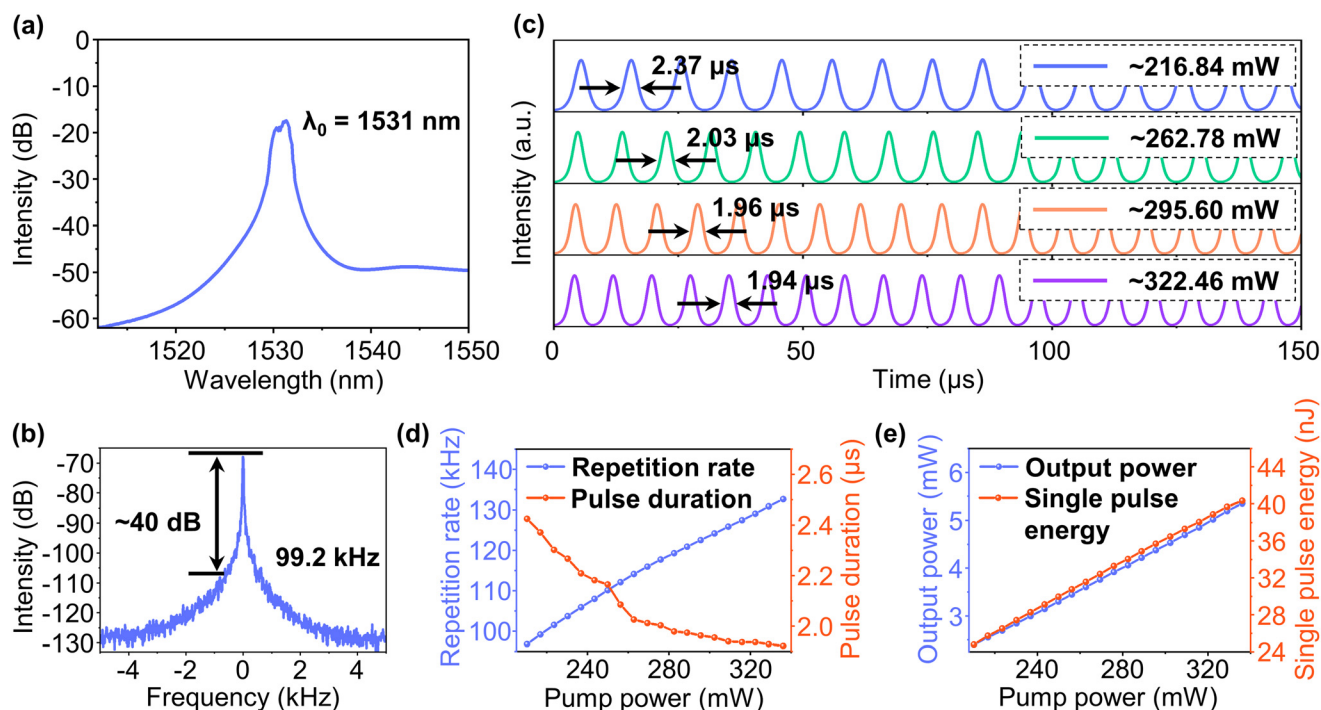 (a)
0
-10
-20
-30
-40
-50
-60
Intensity (dB)
λ0 = 1531 nm
1520
1530
1540
1550
Wavelength (nm)
(c)
Intensity (a.u.)
2.37 µs
~216.84 mW
2.03 µs
~262.78 mW
1.96 µs
~295.60 mW
1.94 µs
~322.46 mW
0
50
100
150
Time (µs)
(b)
-70
-80
-90
-100
-110
-120
-130
Intensity (dB)
~40 dB
99.2 kHz
-4
-2
0
2
4
Frequency (kHz)
(d)
Repetition rate (kHz)
140
130
120
110
100
Repetition rate
Pulse duration
2.6
2.4
2.2
2.0
Pulse duration (µs)
240
280
320
Pump power (mW)
(e)
Output power (mW)
6
5
4
3
Output power
Single pulse
energy
44
40
36
32
28
24
Single pulse energy (nJ)
240
280
320
Pump power (mW)